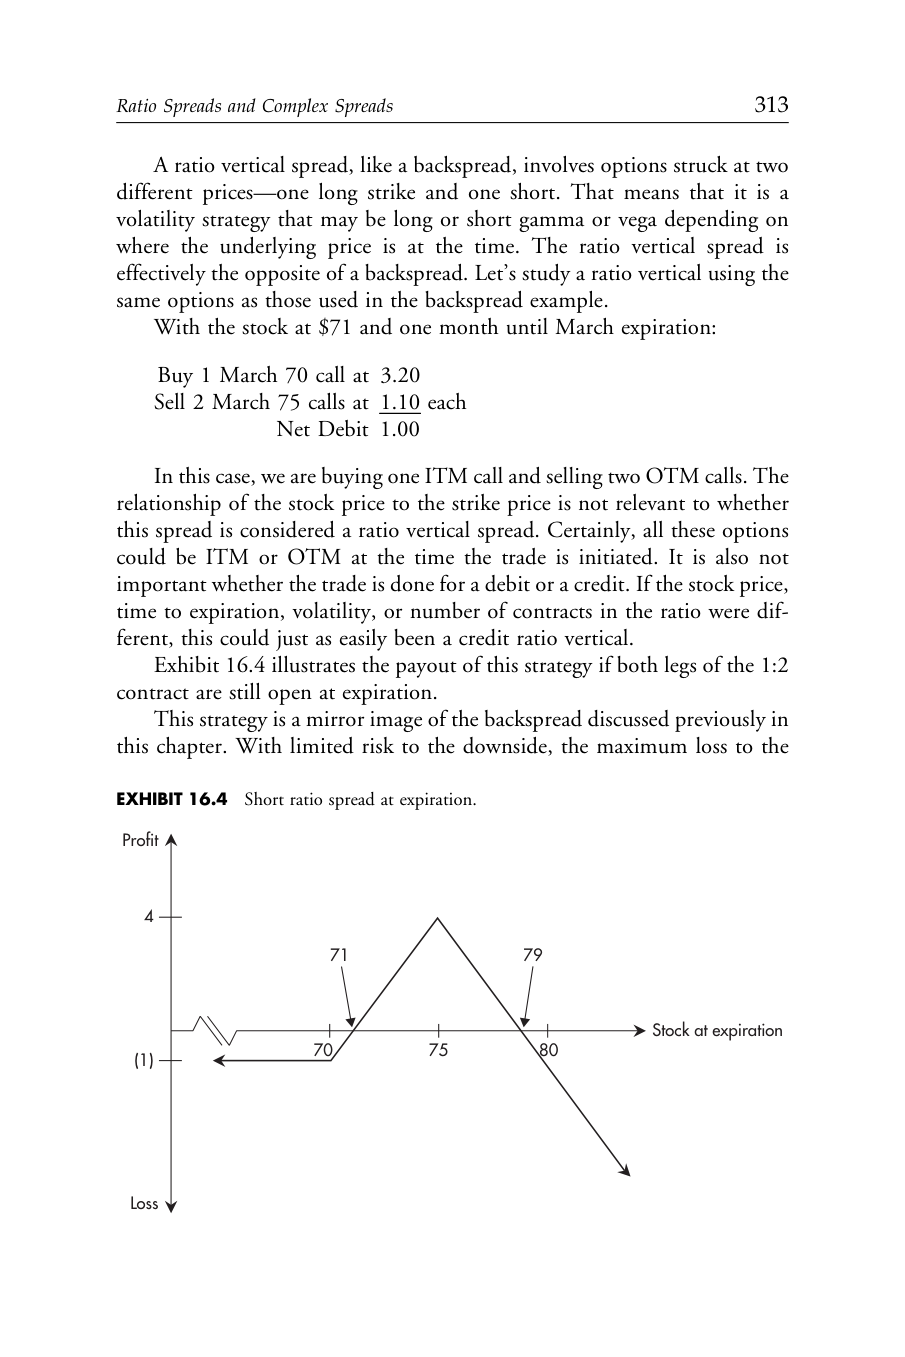 Ratio Spreads and Complex Spreads 313
A ratio vertical spread, like a backspread, involves options struck at two
different prices—one long strike and one short. That means that it is a
volatility strategy that may be long or short gamma or vega depending on
where the underlying price is at the time. The ratio vertical spread is
effectively the opposite of a backspread. Let’s study a ratio vertical using the
same options as those used in the backspread example.
With the stock at $71 and one month until March expiration:
Buy 1 March 70 call at 3.20
Sell 2 March 75 calls at 1.10 each
Net Debit 1.00
In this case, we are buying one ITM call and selling two OTM calls. The
relationship of the stock price to the strike price is not relevant to whether
this spread is considered a ratio vertical spread. Certainly, all these options
could be ITM or OTM at the time the trade is initiated. It is also not
important whether the trade is done for a debit or a credit. If the stock price,
time to expiration, volatility, or number of contracts in the ratio were dif-
ferent, this could just as easily been a credit ratio vertical.
Exhibit 16.4 illustrates the payout of this strategy if both legs of the 1:2
contract are still open at expiration.
This strategy is a mirror image of the backspread discussed previously in
this chapter. With limited risk to the downside, the maximum loss to the
EXHIBIT 16.4 Short ratio spread at expiration.
Profit
4
71 79
Stock at expiration
70 75 80
(1)
Loss